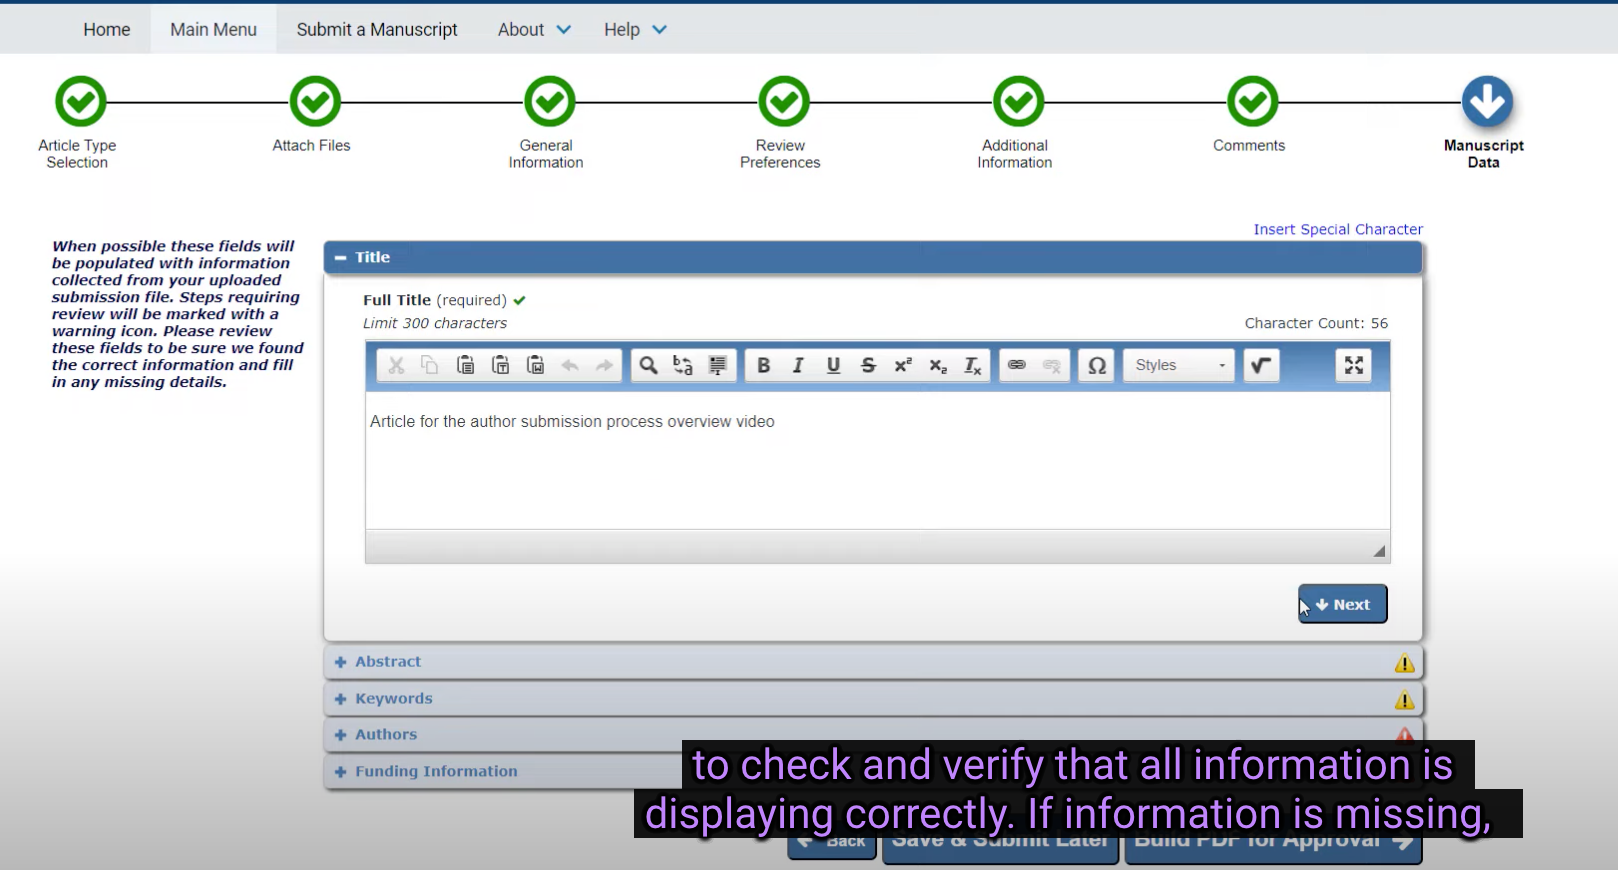 Home Main Menu Submit a Manuscript About Help
Article Type
Selection
Attach Files
General
Information
Review
Preferences
Additional
Information
Comments
Manuscript
Data
Insert Special Character
When possible these fields will
be populated with information
collected from your uploaded
submission file. Steps requiring
review will be marked with a
warning icon. Please review
these fields to be sure we found
the correct information and fill
in any missing details.
Title
Full Title (required)
Limit 300 characters
Character Count: 56
Styles
Article for the author submission process overview video
Next
Abstract
Keywords
Authors
Funding Information
to check and verify that all information is
displaying correctly. If information is missing,
Back Save & Submit Later Build PDF for Approval